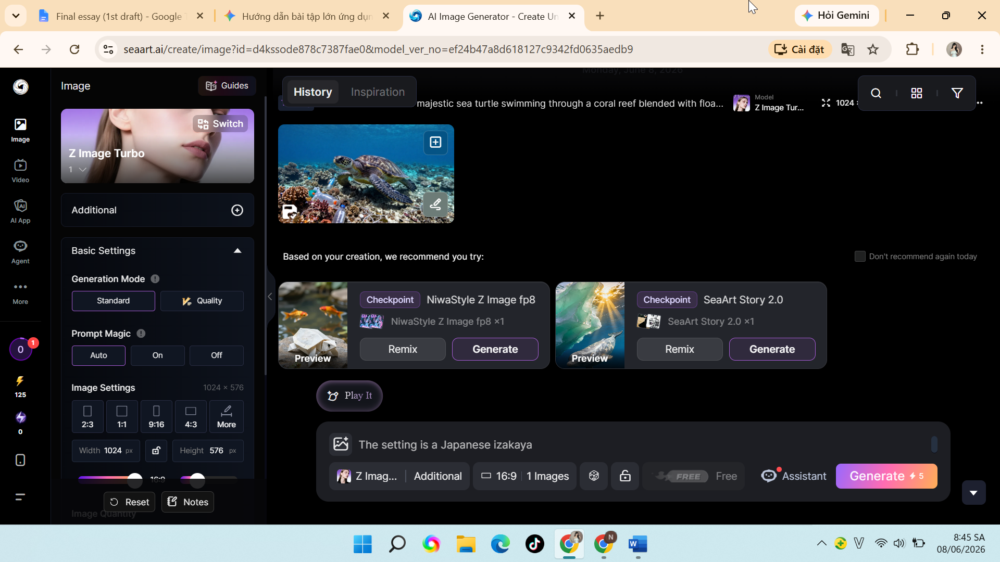 Final essay (1st draft) - Google
Hướng dẫn bài tập lớn ứng dụn
AI Image Generator - Create Un
Hỏi Gemini
seaart.ai/create/image?id=d4kssode878c7387fae0&model_ver_no=ef24b47a8d618127c9342fd0635aedb9
Cài đặt
Image
Guides
Switch
Z Image Turbo
1
Additional
Basic Settings
Generation Mode
Standard
Quality
Prompt Magic
Auto
On
Off
Image Settings
1024 × 576
2:3
1:1
9:16
4:3
More
Width 1024 px
Height 576 px
16:9
Reset
Notes
Image Quantity
Image
Video
AI App
Agent
More
0
1
125
0
Monday, June 8, 2026
History
Inspiration
majestic sea turtle swimming through a coral reef blended with floa...
Model
Z Image Tur...
1024
Based on your creation, we recommend you try:
Don't recommend again today
Preview
Checkpoint
NiwaStyle Z Image fp8
NiwaStyle Z Image fp8 ×1
Remix
Generate
Preview
Checkpoint
SeaArt Story 2.0
SeaArt Story 2.0 ×1
Remix
Generate
Play It
The setting is a Japanese izakaya
Z Imag...
Additional
16:9
1 Images
FREE
Free
Assistant
Generate 5
8:45 SA
08/06/2026